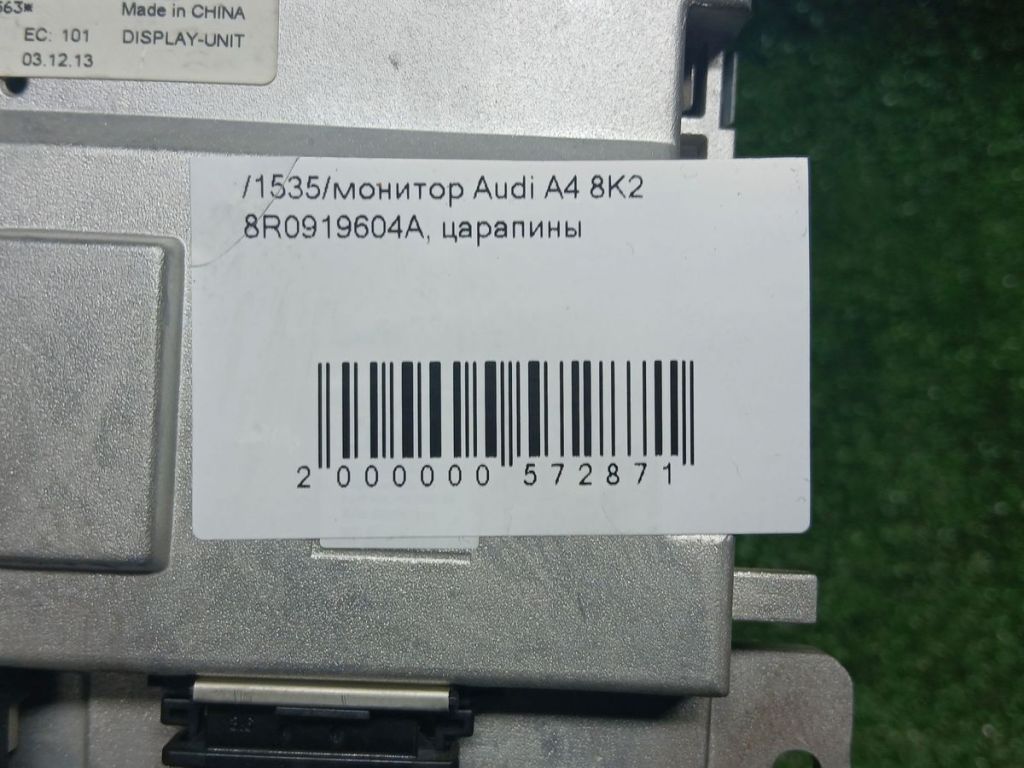 563*
Made in CHINA
EC: 101 DISPLAY-UNIT
03.12.13
/1535/монитор Audi A4 8K2
8R0919604A, царапины
2 000000 572871